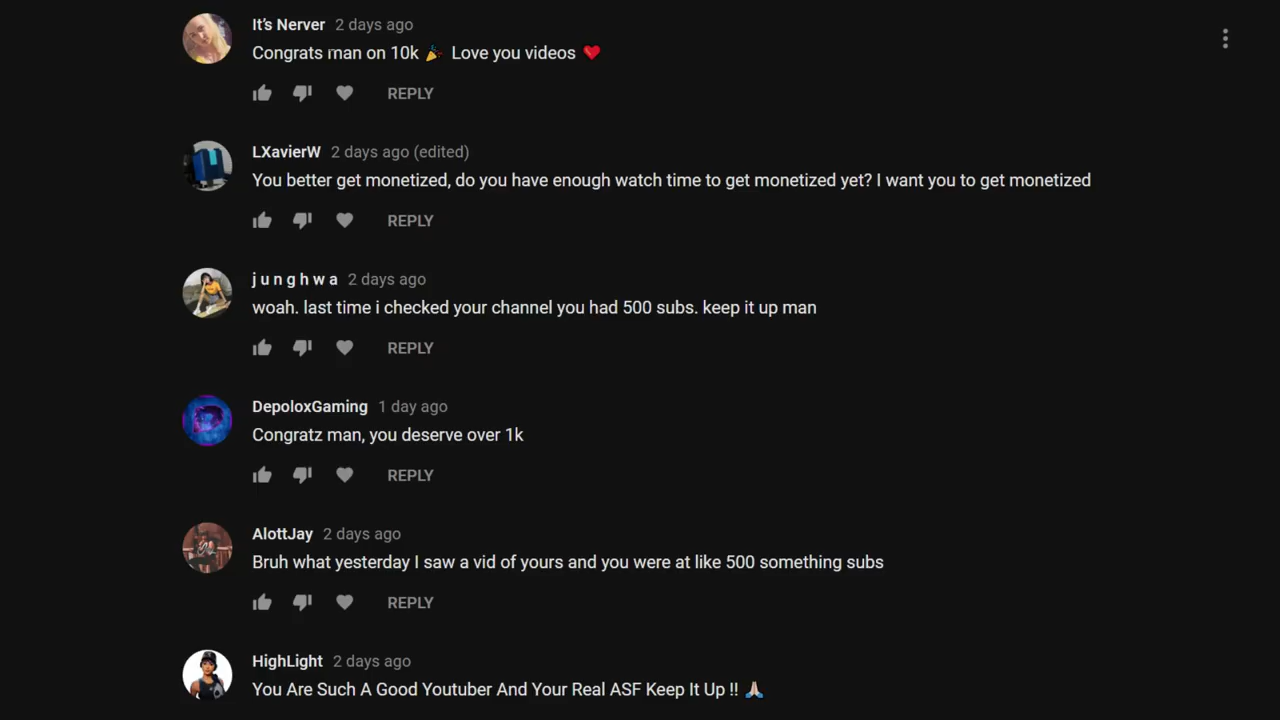 It's Nerver 2 days ago
Congrats man on 10k 🎉 Love you videos ❤️
REPLY
LXavierW 2 days ago (edited)
You better get monetized, do you have enough watch time to get monetized yet? I want you to get monetized
REPLY
j u n g h w a 2 days ago
woah. last time i checked your channel you had 500 subs. keep it up man
REPLY
DepoloxGaming 1 day ago
Congratz man, you deserve over 1k
REPLY
AlottJay 2 days ago
Bruh what yesterday I saw a vid of yours and you were at like 500 something subs
REPLY
HighLight 2 days ago
You Are Such A Good Youtuber And Your Real ASF Keep It Up !! 🙏🏻